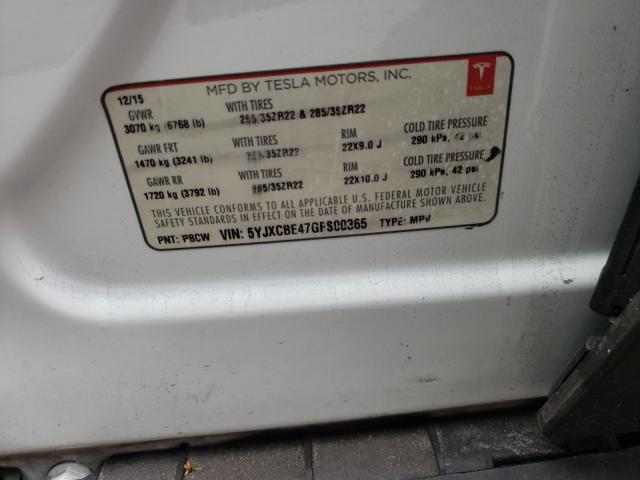 MFD BY TESLA MOTORS, INC.
TESLA
12/15
GVWR WITH TIRES
3070 kg (6768 lb) 265/35ZR22 & 285/35ZR22
GAWR FRT WITH TIRES RIM COLD TIRE PRESSURE
1470 kg (3241 lb) 22X9.0 J 290 kPa, 42 psi
GAWR RR WITH TIRES RIM COLD TIRE PRESSURE
1720 kg (3792 lb) 285/35ZR22 22X10.0 J 290 kPa, 42 psi
THIS VEHICLE CONFORMS TO ALL APPLICABLE U.S. FEDERAL MOTOR VEHICLE
SAFETY STANDARDS IN EFFECT ON THE DATE OF MANUFACTURE SHOWN ABOVE.
PNT: PBCW VIN: 5YJXCBE47GFS00365 TYPE: MPV